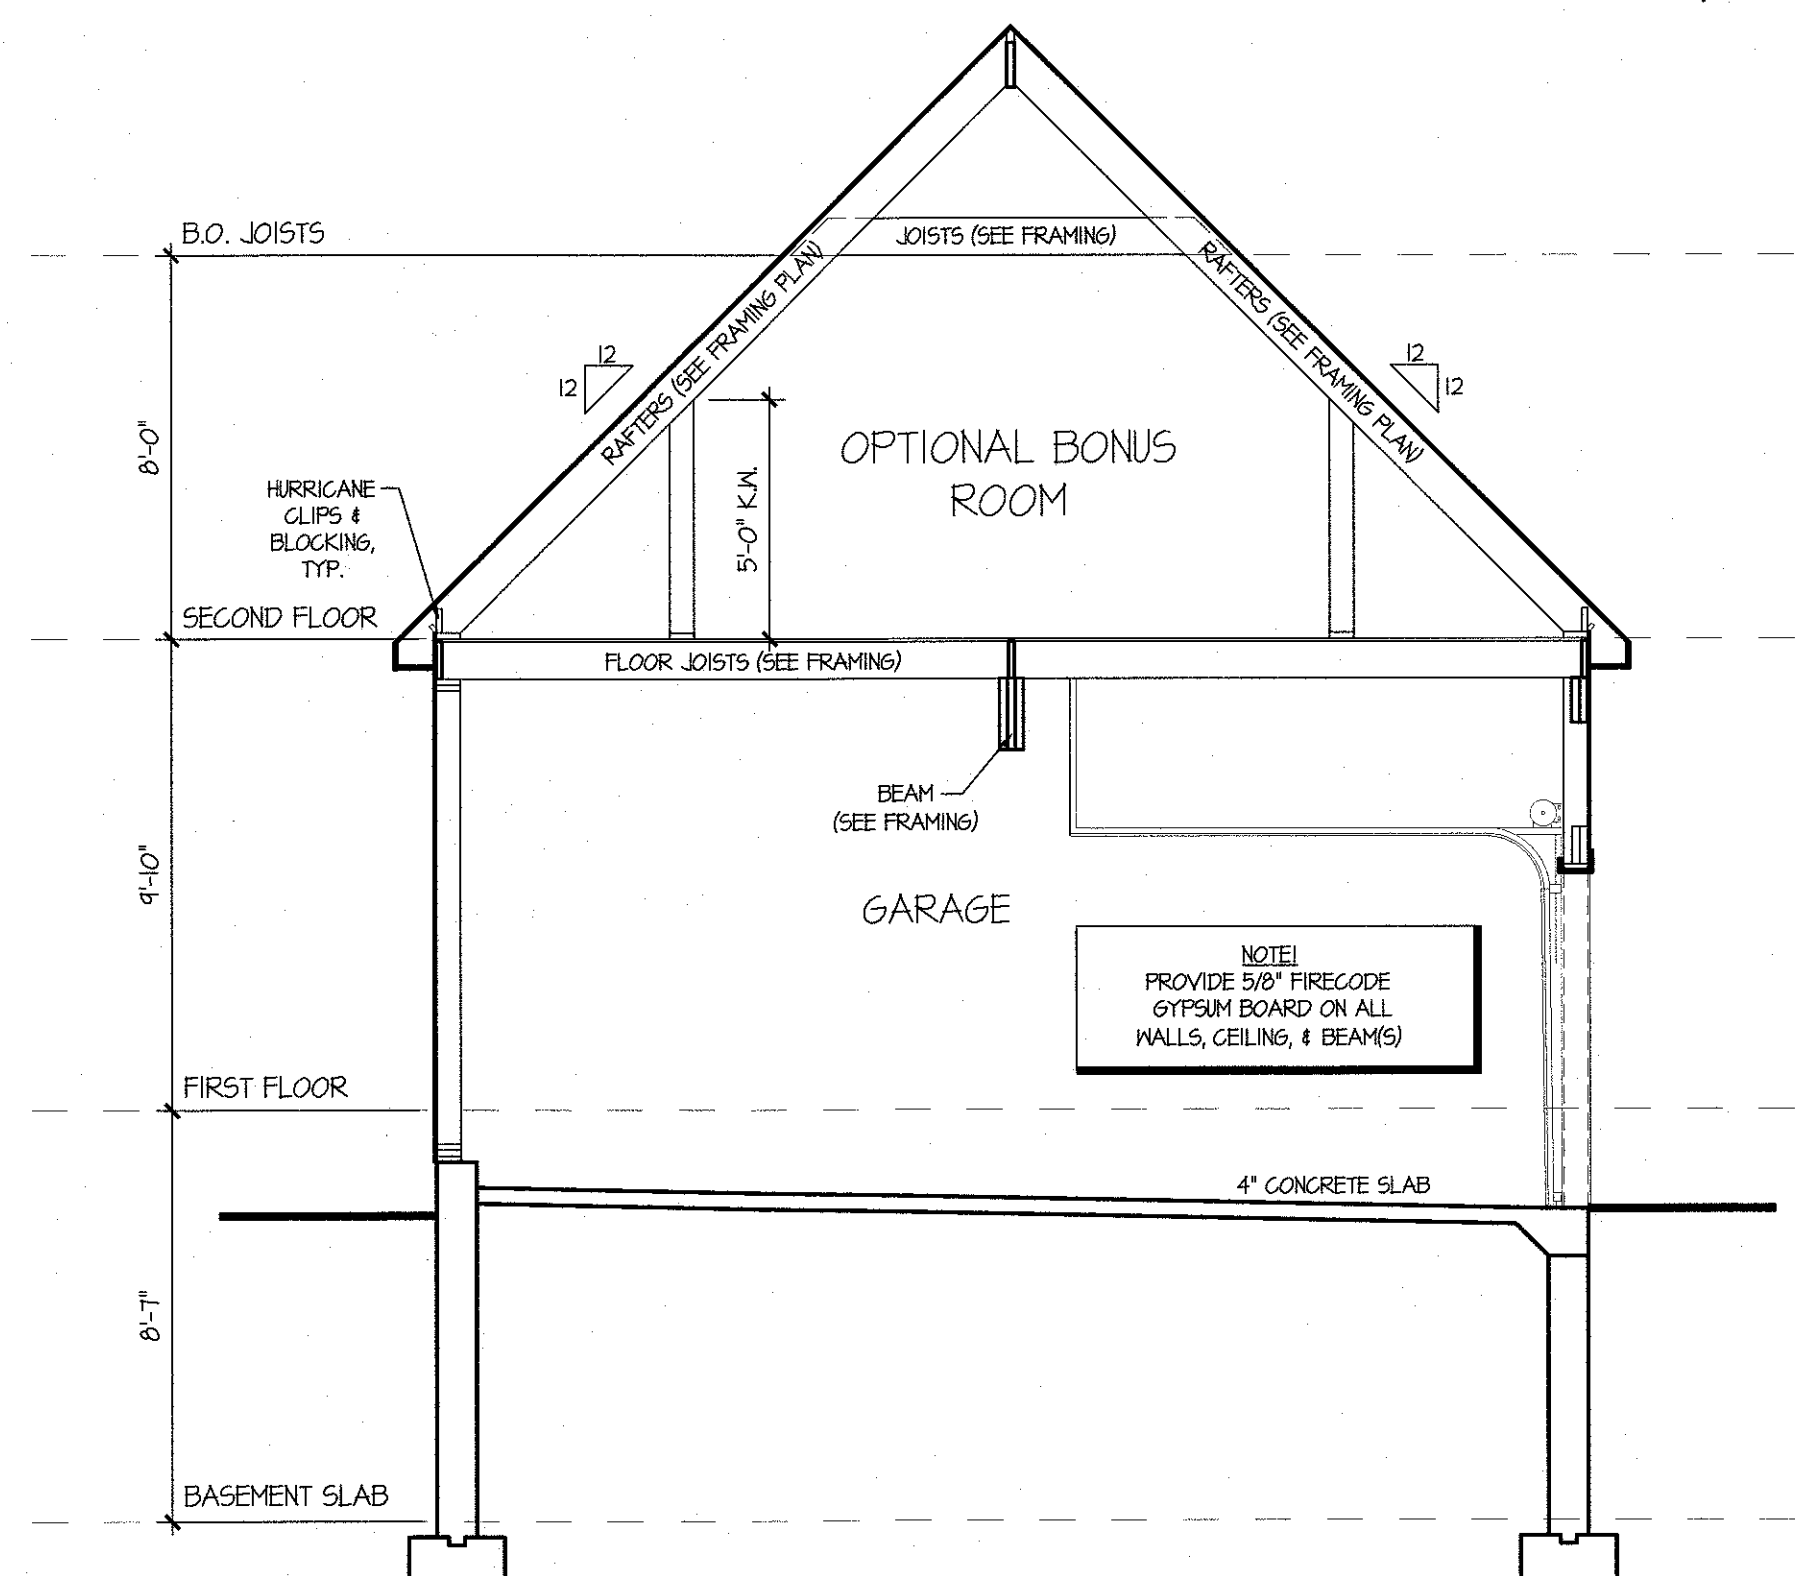 B.O. JOISTS
JOISTS (SEE FRAMING)
RAFTERS (SEE FRAMING PLAN)
RAFTERS (SEE FRAMING PLAN)
12
12
12
12
8'-0"
OPTIONAL BONUS
ROOM
5'-0" K.W.
HURRICANE
CLIPS &
BLOCKING,
TYP.
SECOND FLOOR
FLOOR JOISTS (SEE FRAMING)
BEAM
(SEE FRAMING)
9'-10"
GARAGE
NOTE!
PROVIDE 5/8" FIRECODE
GYPSUM BOARD ON ALL
WALLS, CEILING, & BEAM(S)
FIRST FLOOR
4" CONCRETE SLAB
8'-7"
BASEMENT SLAB